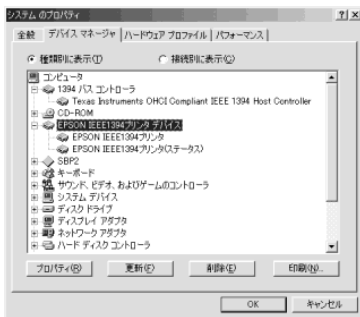 システム のプロパティ
全般 デバイス マネージャ ハードウェア プロファイル パフォーマンス
種類別に表示(T) 接続別に表示(C)
コンピュータ
1394 バス コントローラ
Texas Instruments OHCI Compliant IEEE 1394 Host Controller
CD-ROM
EPSON IEEE1394プリンタ デバイス
EPSON IEEE1394プリンタ
EPSON IEEE1394プリンタ(ステータス)
SBP2
キーボード
サウンド、ビデオ、およびゲームのコントローラ
システム デバイス
ディスク ドライブ
ディスプレイ アダプタ
ネットワーク アダプタ
ハード ディスク コントローラ
プロパティ(R) 更新(F) 削除(E) 印刷(N)...
OK キャンセル